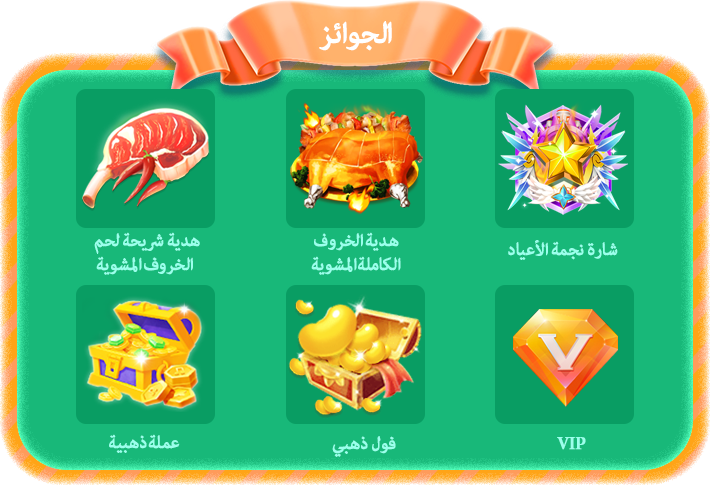 الجوائز
شارة نجمة الأعياد
هدية الخروف
الكاملة المشوية
هدية شريحة لحم
الخروف المشوية
V
VIP
فول ذهبي
عملة ذهبية